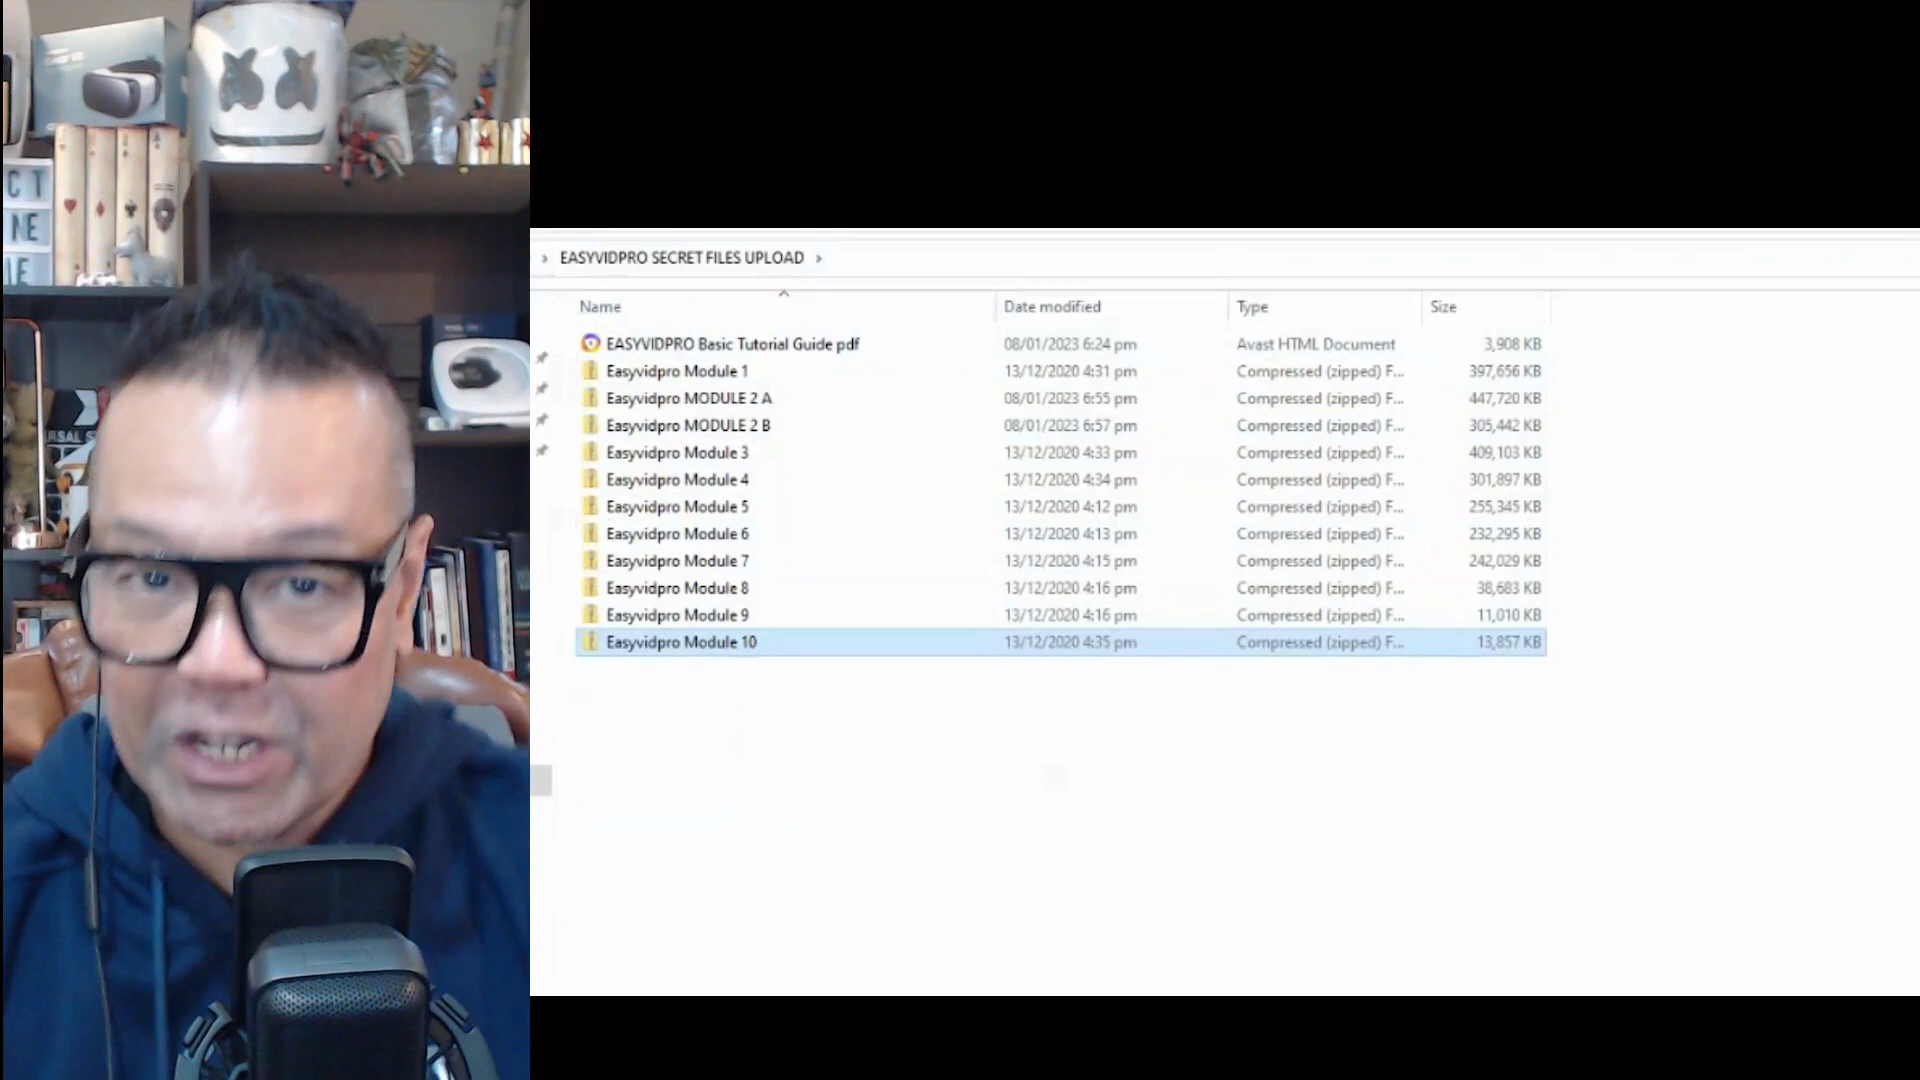 CT
NE
EASYVIDPRO SECRET FILES UPLOAD
Name Date modified Type Size
EASYVIDPRO Basic Tutorial Guide pdf 08/01/2023 6:24 pm Avast HTML Document 3,908 KB
Easyvidpro Module 1 13/12/2020 4:31 pm Compressed (zipped) F... 397,656 KB
Easyvidpro MODULE 2 A 08/01/2023 6:55 pm Compressed (zipped) F... 447,720 KB
Easyvidpro MODULE 2 B 08/01/2023 6:57 pm Compressed (zipped) F... 305,442 KB
Easyvidpro Module 3 13/12/2020 4:33 pm Compressed (zipped) F... 409,103 KB
Easyvidpro Module 4 13/12/2020 4:34 pm Compressed (zipped) F... 301,897 KB
Easyvidpro Module 5 13/12/2020 4:12 pm Compressed (zipped) F... 255,345 KB
Easyvidpro Module 6 13/12/2020 4:13 pm Compressed (zipped) F... 232,295 KB
Easyvidpro Module 7 13/12/2020 4:15 pm Compressed (zipped) F... 242,029 KB
Easyvidpro Module 8 13/12/2020 4:16 pm Compressed (zipped) F... 38,683 KB
Easyvidpro Module 9 13/12/2020 4:16 pm Compressed (zipped) F... 11,010 KB
Easyvidpro Module 10 13/12/2020 4:35 pm Compressed (zipped) F... 13,857 KB